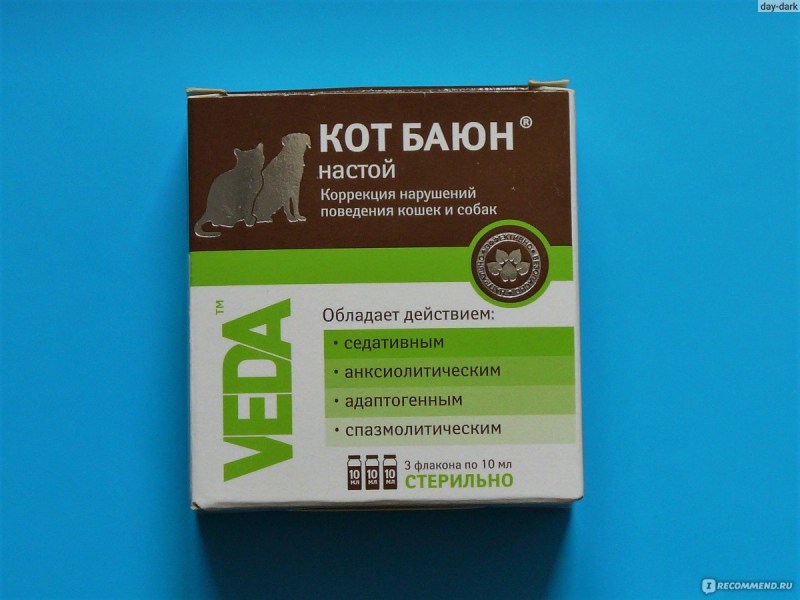 day-dark
КОТ БАЮН®
настой
Коррекция нарушений
поведения кошек и собак
VEDA™
Обладает действием:
• седативным
• анксиолитическим
• адаптогенным
• спазмолитическим
10 МЛ 10 МЛ 10 МЛ
3 флакона по 10 мл
СТЕРИЛЬНО
I RECOMMEND.RU